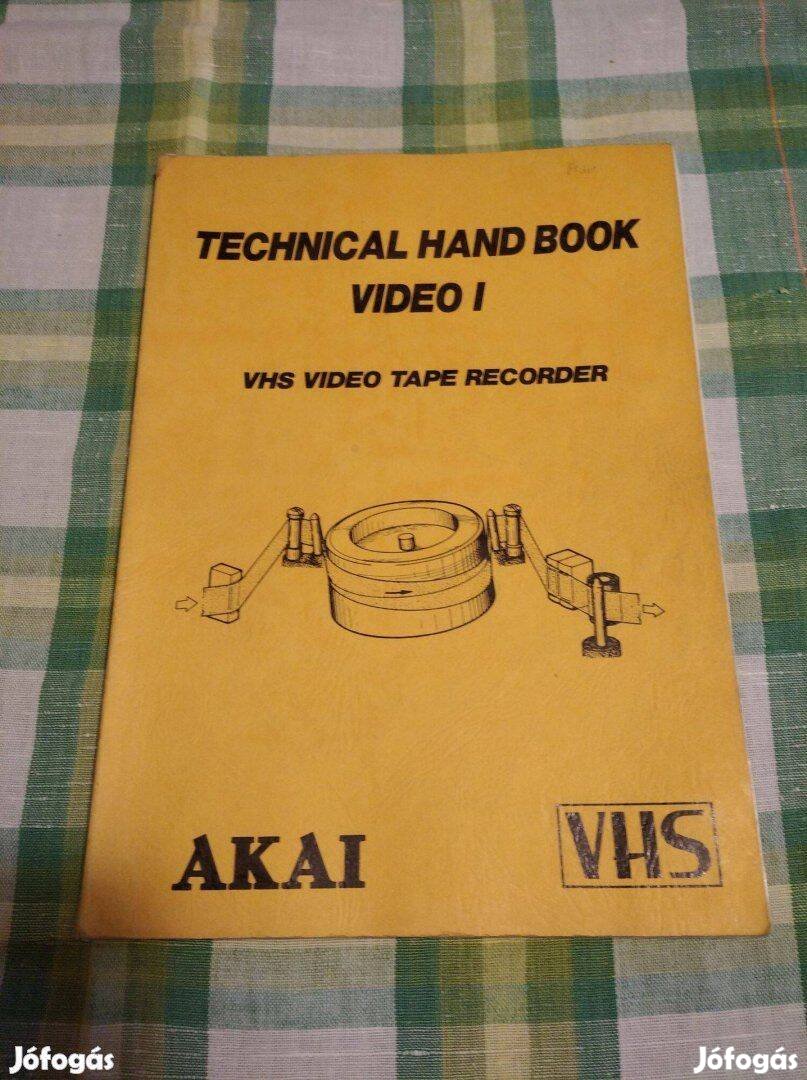 TECHNICAL HAND BOOK
VIDEO I
VHS VIDEO TAPE RECORDER
AKAI
VHS
Jófogás
Jófogás